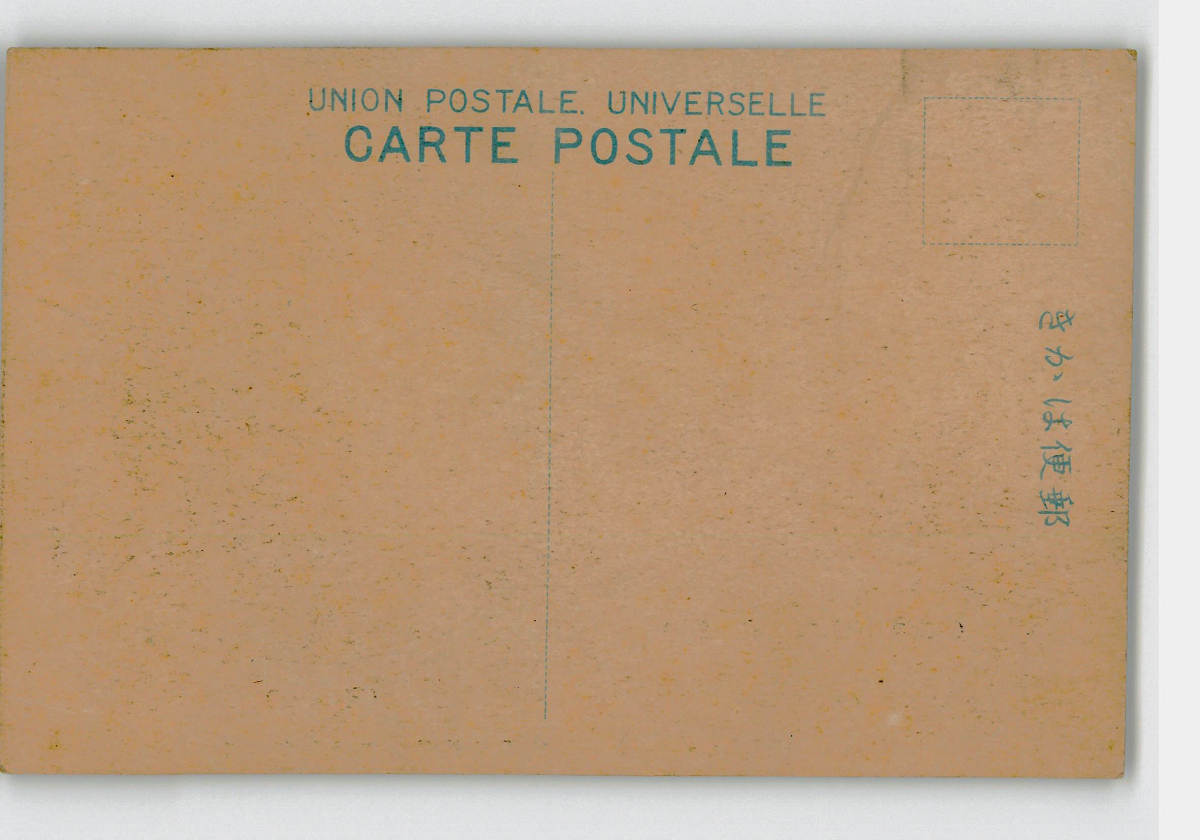 UNION POSTALE. UNIVERSELLE
CARTE POSTALE
きかは便郵